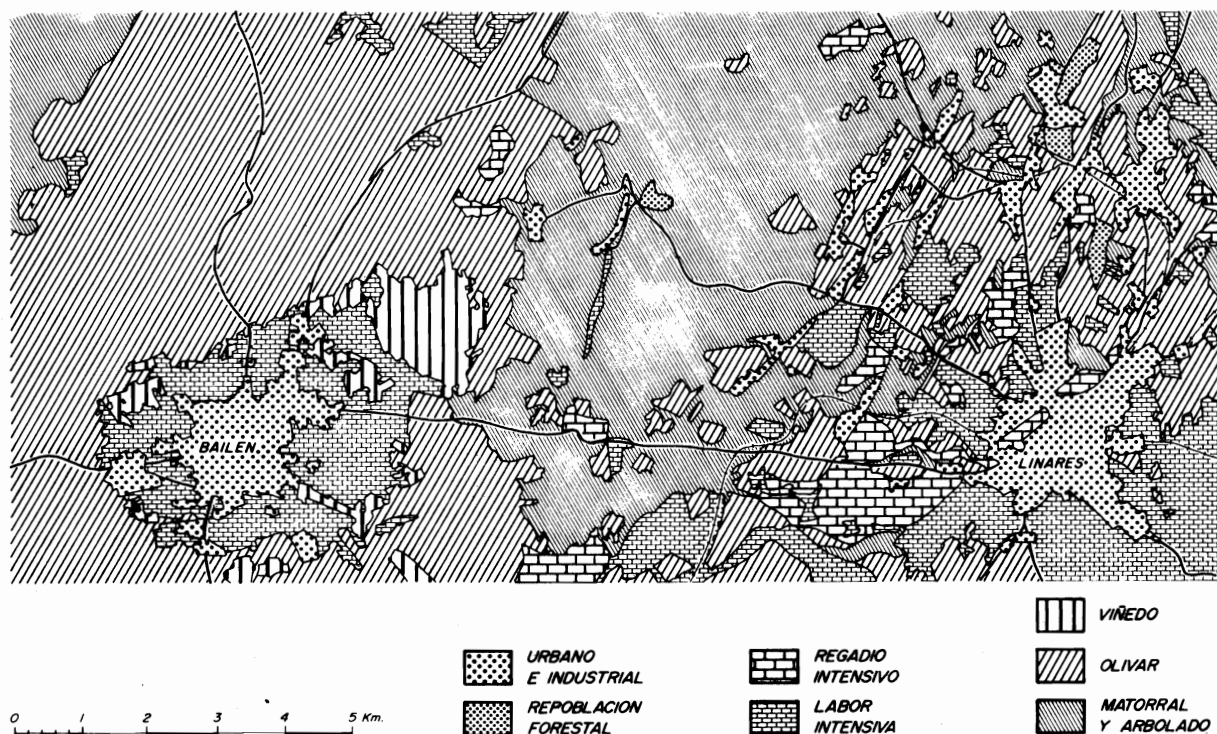 BAILEN
LINARES
VIÑEDO
URBANO
E INDUSTRIAL
REGADIO
INTENSIVO
OLIVAR
REPOBLACION
FORESTAL
LABOR
INTENSIVA
MATORRAL
Y ARBOLADO
0 1 2 3 4 5 Km.